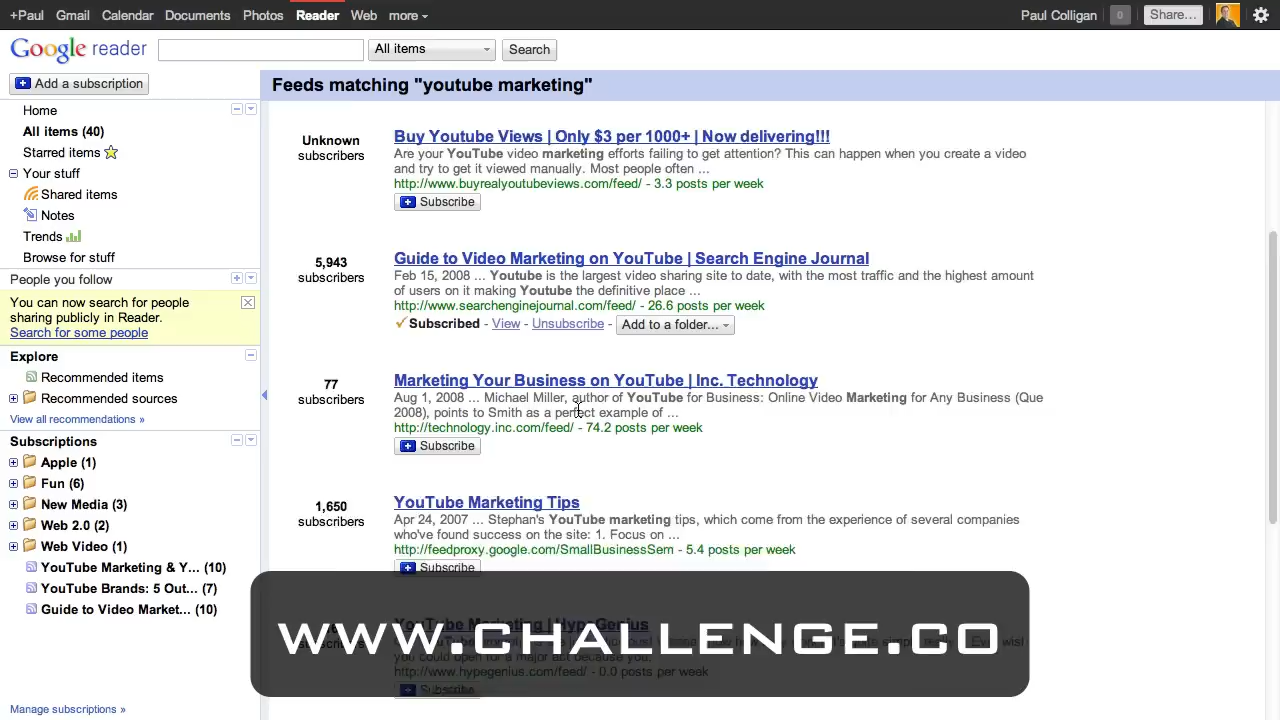 +Paul Gmail Calendar Documents Photos Reader Web more
Paul Colligan 0 Share...
Google reader All items Search
Add a subscription
Feeds matching "youtube marketing"
Home
All items (40)
Starred items
Your stuff
Shared items
Notes
Trends
Browse for stuff
People you follow
You can now search for people
sharing publicly in Reader.
Search for some people
Explore
Recommended items
Recommended sources
View all recommendations »
Subscriptions
Apple (1)
Fun (6)
New Media (3)
Web 2.0 (2)
Web Video (1)
YouTube Marketing & Y... (10)
YouTube Brands: 5 Out... (7)
Guide to Video Market... (10)
Manage subscriptions »
Unknown
subscribers
Buy Youtube Views | Only $3 per 1000+ | Now delivering!!!
Are your YouTube video marketing efforts failing to get attention? This can happen when you create a video
and try to get it viewed manually. Most people often ...
http://www.buyrealyoutubeviews.com/feed/ - 3.3 posts per week
Subscribe
5,943
subscribers
Guide to Video Marketing on YouTube | Search Engine Journal
Feb 15, 2008 ... Youtube is the largest video sharing site to date, with the most traffic and the highest amount
of users on it making Youtube the definitive place ...
http://www.searchenginejournal.com/feed/ - 26.6 posts per week
Subscribed - View - Unsubscribe - Add to a folder...
77
subscribers
Marketing Your Business on YouTube | Inc. Technology
Aug 1, 2008 ... Michael Miller, author of YouTube for Business: Online Video Marketing for Any Business (Que
2008), points to Smith as a perfect example of ...
http://technology.inc.com/feed/ - 74.2 posts per week
Subscribe
1,650
subscribers
YouTube Marketing Tips
Apr 24, 2007 ... Stephan's YouTube marketing tips, which come from the experience of several companies
who've found success on the site: 1. Focus on ...
http://feedproxy.google.com/SmallBusinessSem - 5.4 posts per week
Subscribe
YouTube Marketing | HypeGenius
you could open for a major act because you.
http://www.hypegenius.com/feed/ - 0.0 posts per week
Subscribe
WWW.CHALLENGE.CO